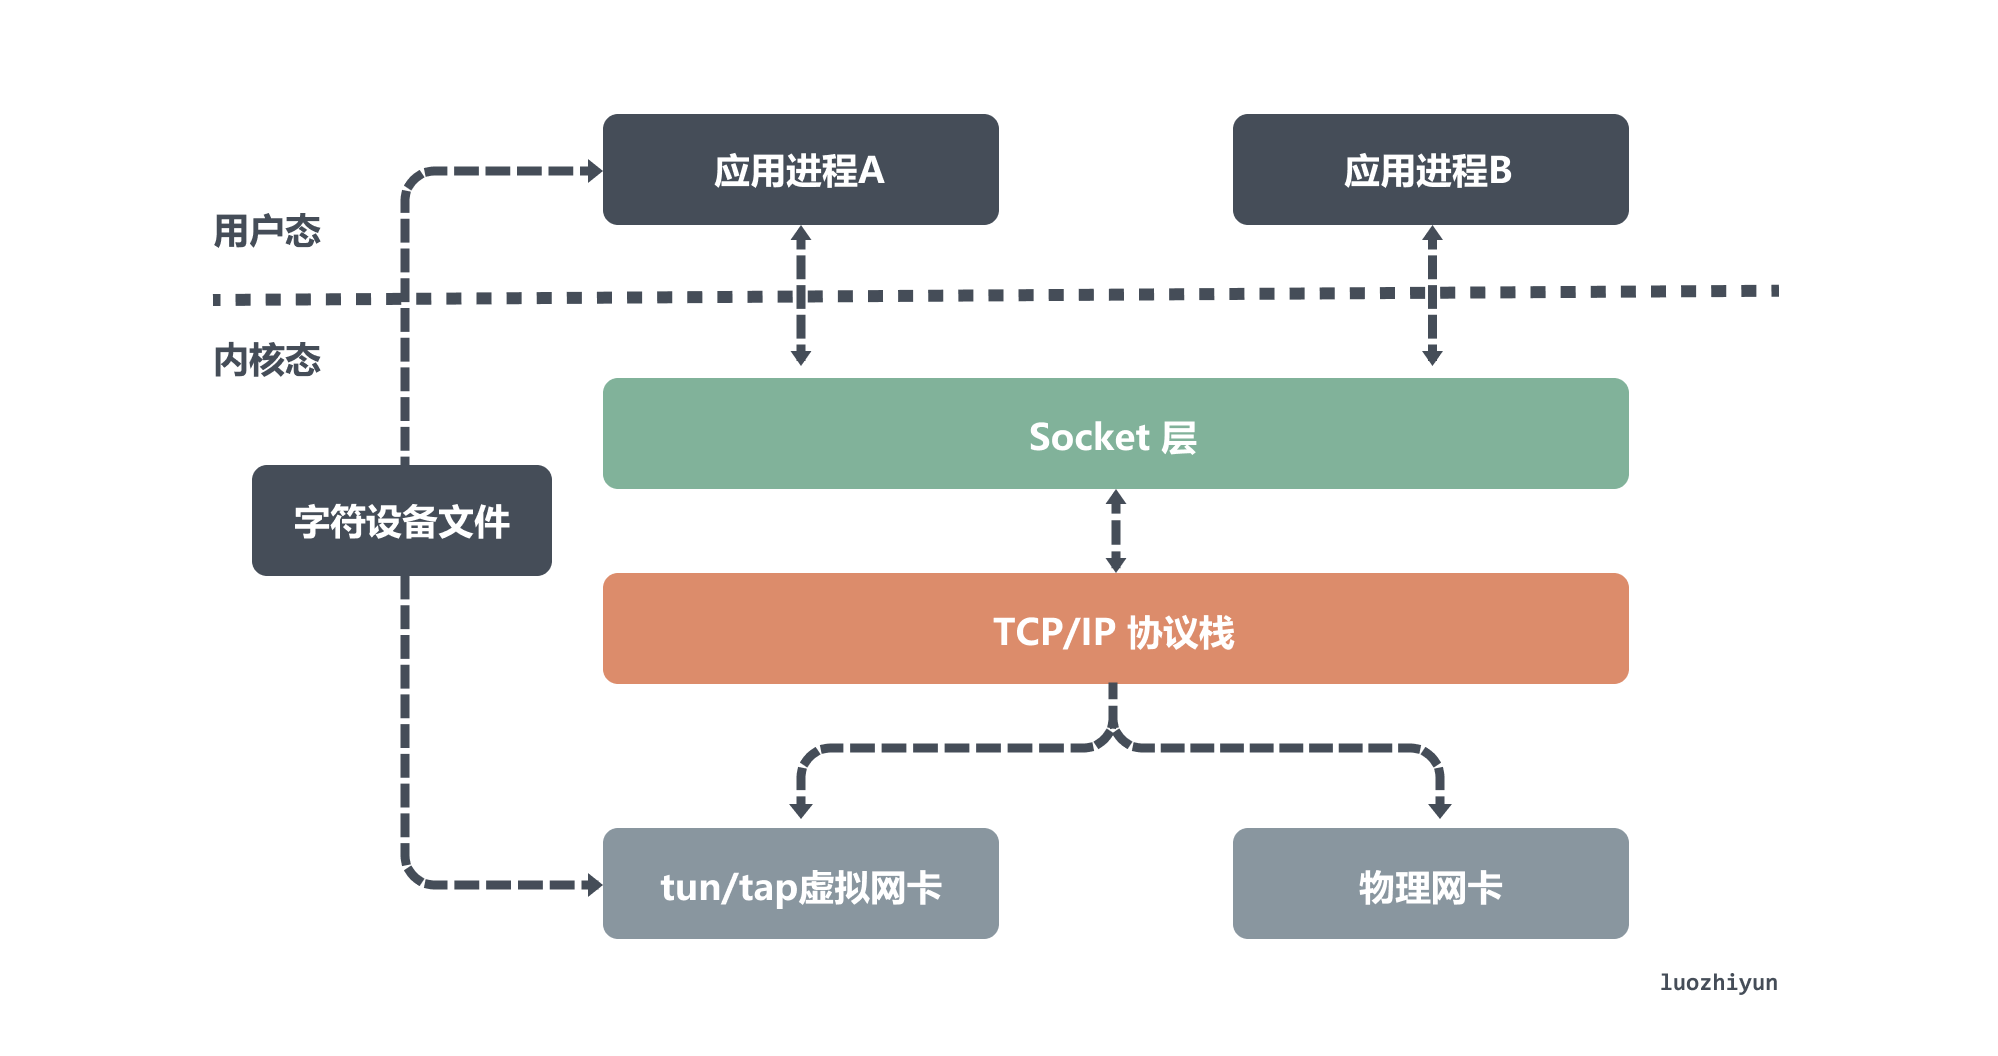 应用进程A
应用进程B
用户态
内核态
Socket 层
字符设备文件
TCP/IP 协议栈
tun/tap虚拟网卡
物理网卡
luozhiyun